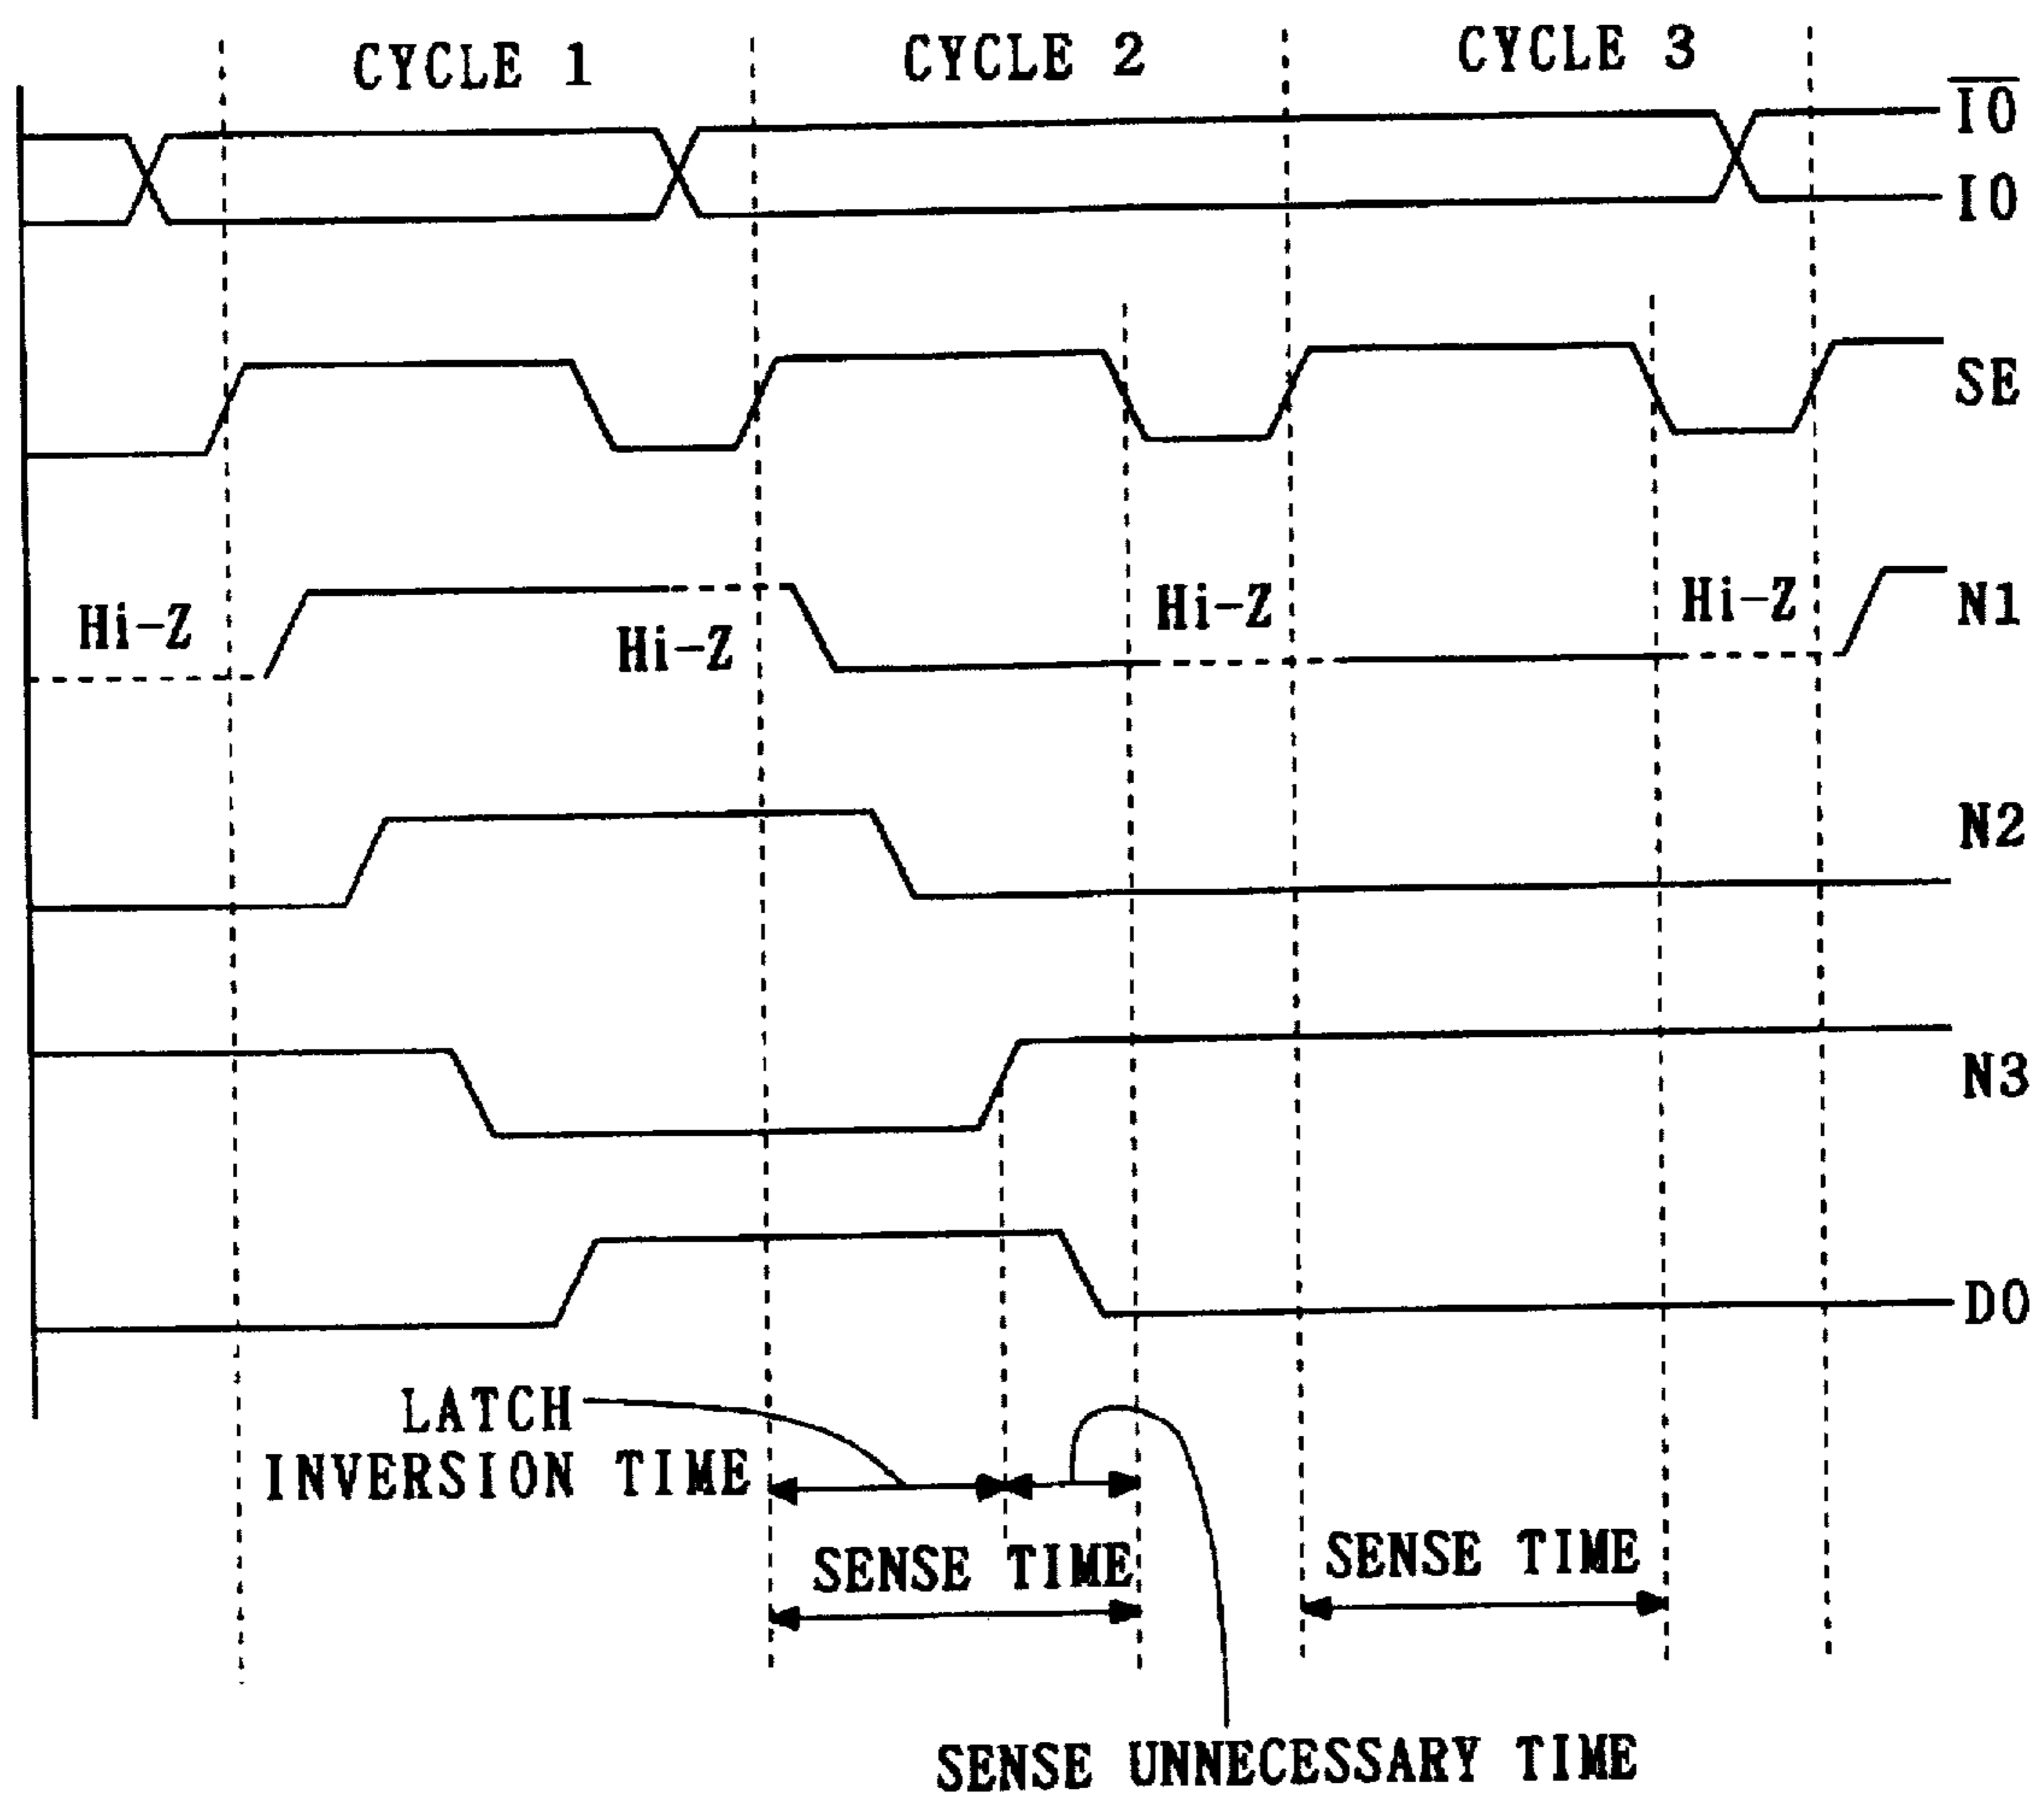 CYCLE 1 CYCLE 2 CYCLE 3
I̅O̅
IO
SE
Hi-Z Hi-Z Hi-Z Hi-Z N1
N2
N3
DO
LATCH
INVERSION TIME
SENSE TIME SENSE TIME
SENSE UNNECESSARY TIME